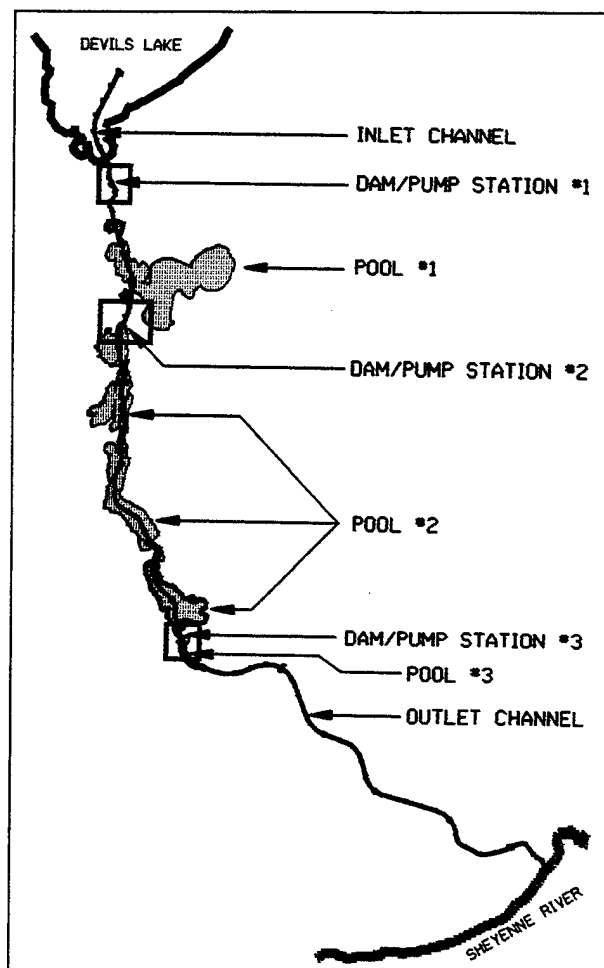 DEVILS LAKE
INLET CHANNEL
DAM/PUMP STATION #1
POOL #1
DAM/PUMP STATION #2
POOL #2
DAM/PUMP STATION #3
POOL #3
OUTLET CHANNEL
SHEYENNE RIVER